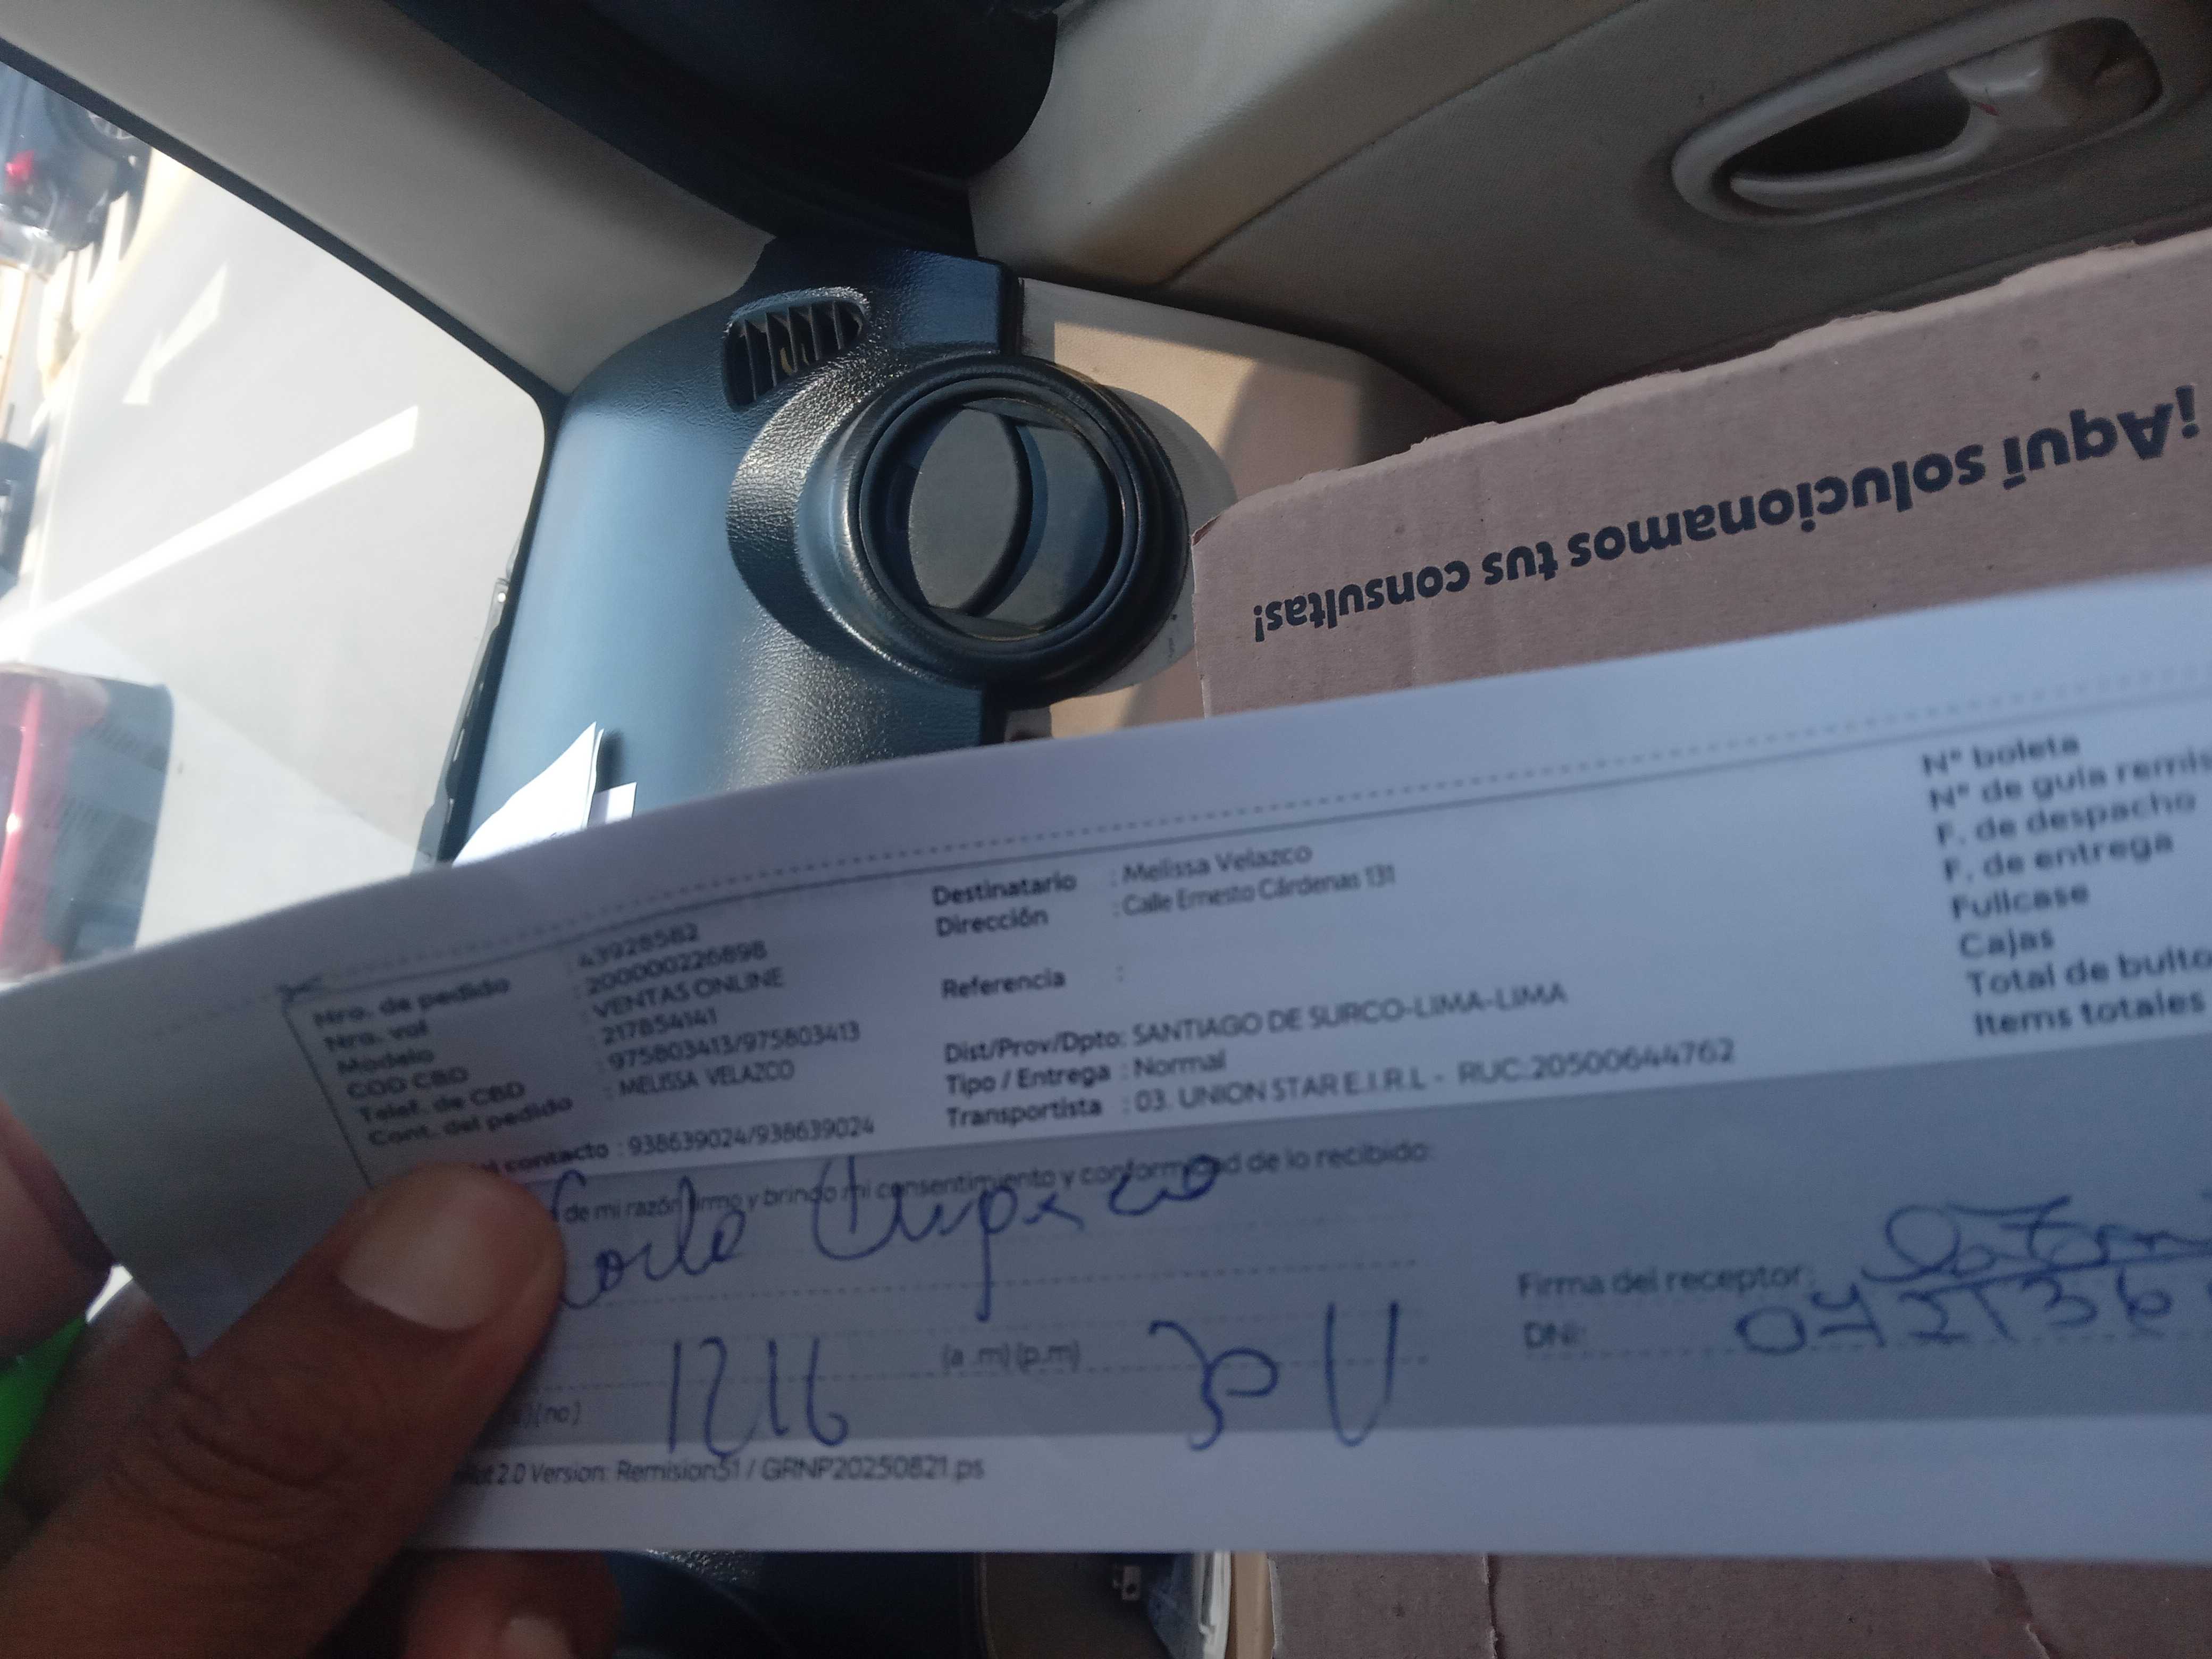 ¡Aquí solucionamos tus consultas!
Nro. de pedido : 43928582
Nro. vol : 200000226898
Modelo : VENTAS ONLINE
COD CBD : 217854141
Telef. de CBD : 975803413/975803413
Cont. del pedido : MELISSA VELAZCO
contacto : 938639024/938639024
Destinatario : Melissa Velazco
Dirección : Calle Ernesto Cárdenas 131
Referencia :
Dist/Prov/Dpto: SANTIAGO DE SURCO-LIMA-LIMA
Tipo / Entrega : Normal
Transportista : 03. UNION STAR E.I.R.L - RUC:20500644762
N° boleta
N° de guía remis
F. de despacho
F. de entrega
Fullcase
Cajas
Total de bulto
Items totales
de mi razón firmo y brindo mi consentimiento y conformidad de lo recibido:
(a .m) (p.m)
Firma del receptor:
DNI:
(no)
1216
2.0 Version: RemisionS1 / GRNP20250821.ps